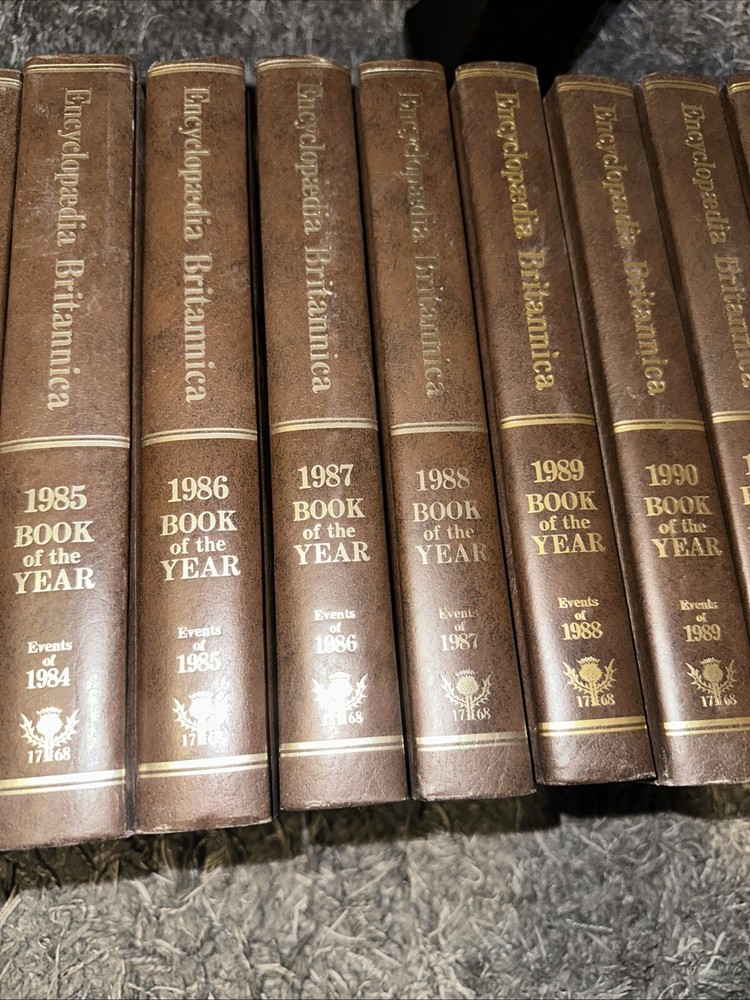 Encyclopædia Britannica
1985
BOOK
of the
YEAR
Events
of
1984
1768
Encyclopædia Britannica
1986
BOOK
of the
YEAR
Events
of
1985
1768
Encyclopædia Britannica
1987
BOOK
of the
YEAR
Events
of
1986
1768
Encyclopædia Britannica
1988
BOOK
of the
YEAR
Events
of
1987
1768
Encyclopædia Britannica
1989
BOOK
of the
YEAR
Events
of
1988
1768
Encyclopædia Britannica
1990
BOOK
of the
YEAR
Events
of
1989
1768
Encyclopædia Britannica